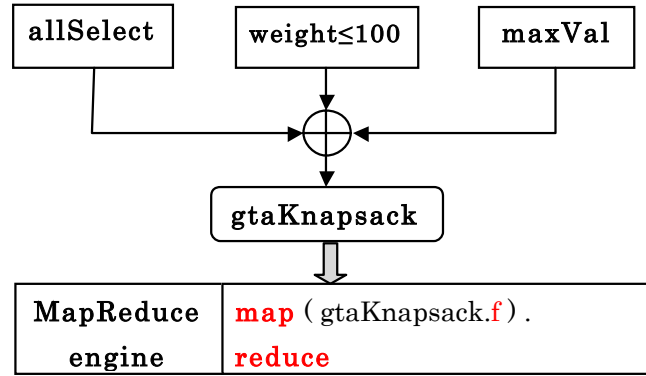 allSelect
weight≤100
maxVal
gtaKnapsack
MapReduce
engine
map ( gtaKnapsack.f ) .
reduce